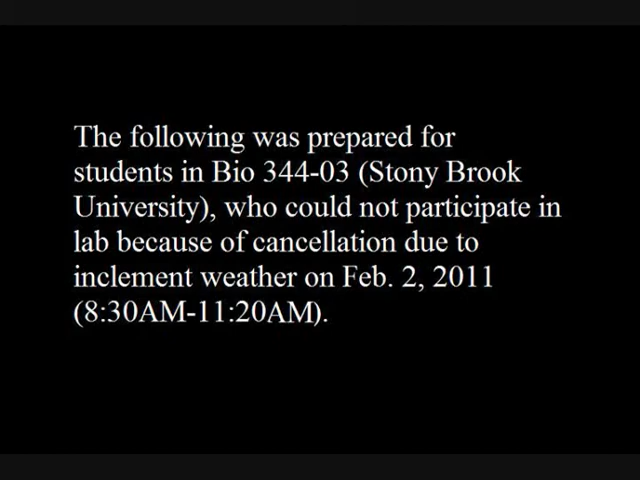 The following was prepared for
students in Bio 344-03 (Stony Brook
University), who could not participate in
lab because of cancellation due to
inclement weather on Feb. 2, 2011
(8:30AM-11:20AM).